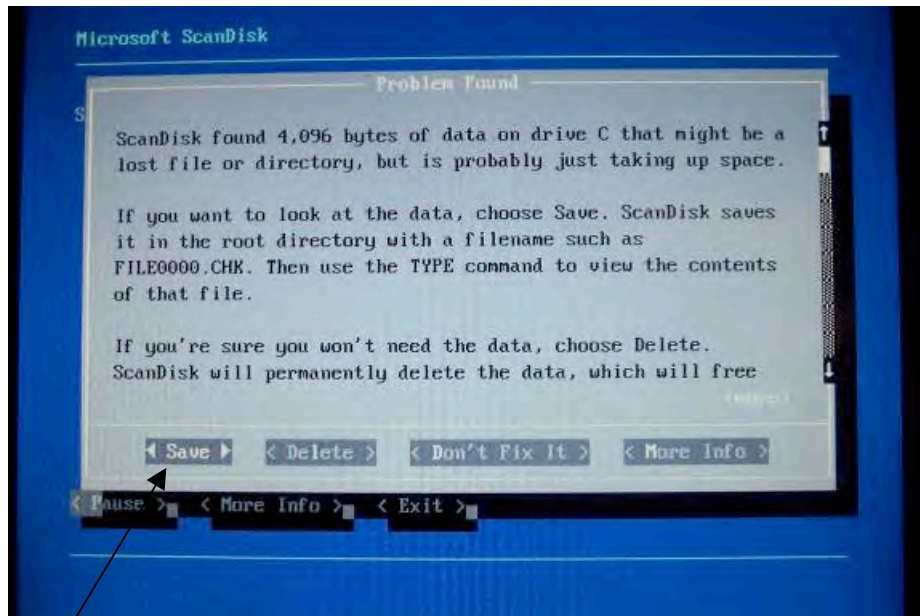 Microsoft ScanDisk
Problem Found
S
ScanDisk found 4,096 bytes of data on drive C that might be a
lost file or directory, but is probably just taking up space.
If you want to look at the data, choose Save. ScanDisk saves
it in the root directory with a filename such as
FILE0000.CHK. Then use the TYPE command to view the contents
of that file.
If you're sure you won't need the data, choose Delete.
ScanDisk will permanently delete the data, which will free
◄ Save ► < Delete > < Don't Fix It > < More Info >
< Pause > < More Info > < Exit >